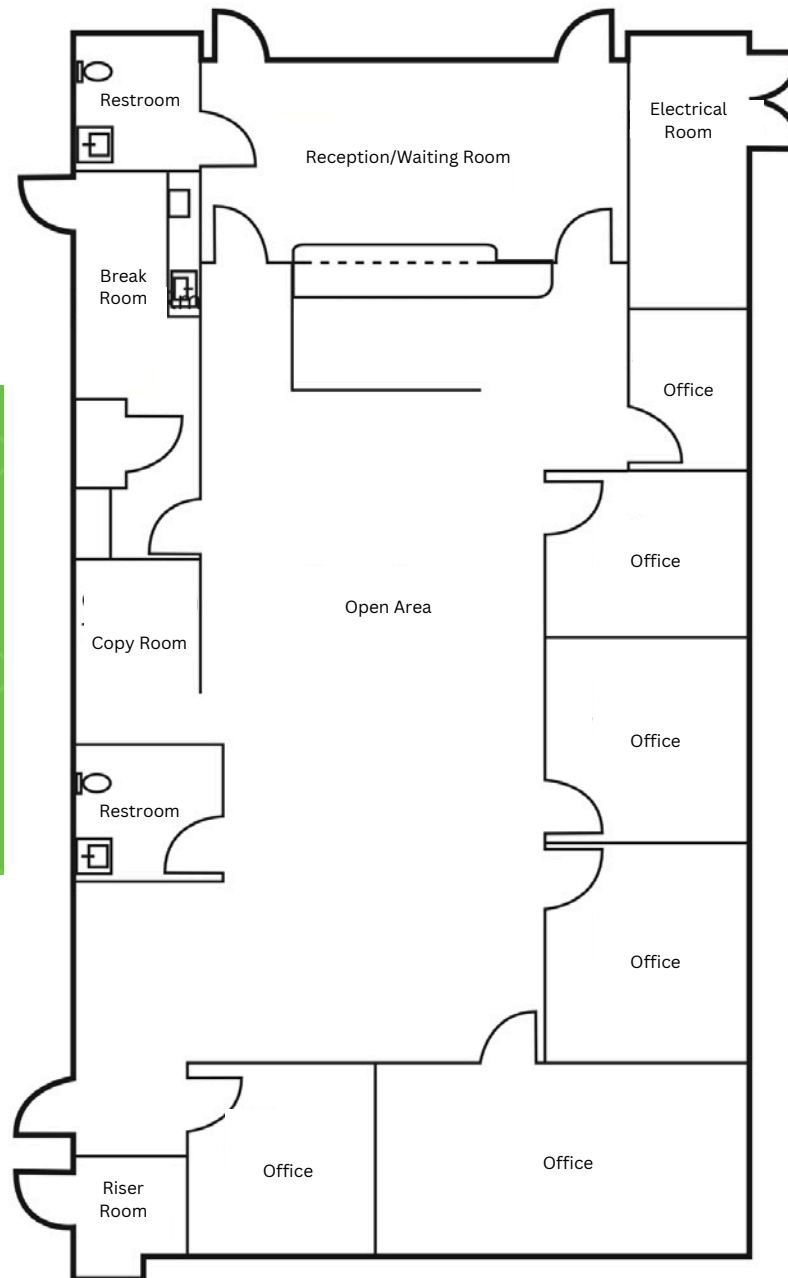 Restroom
Reception/Waiting Room
Electrical
Room
Break
Room
Office
Office
Open Area
Copy Room
Office
Restroom
Office
Office
Office
Riser
Room